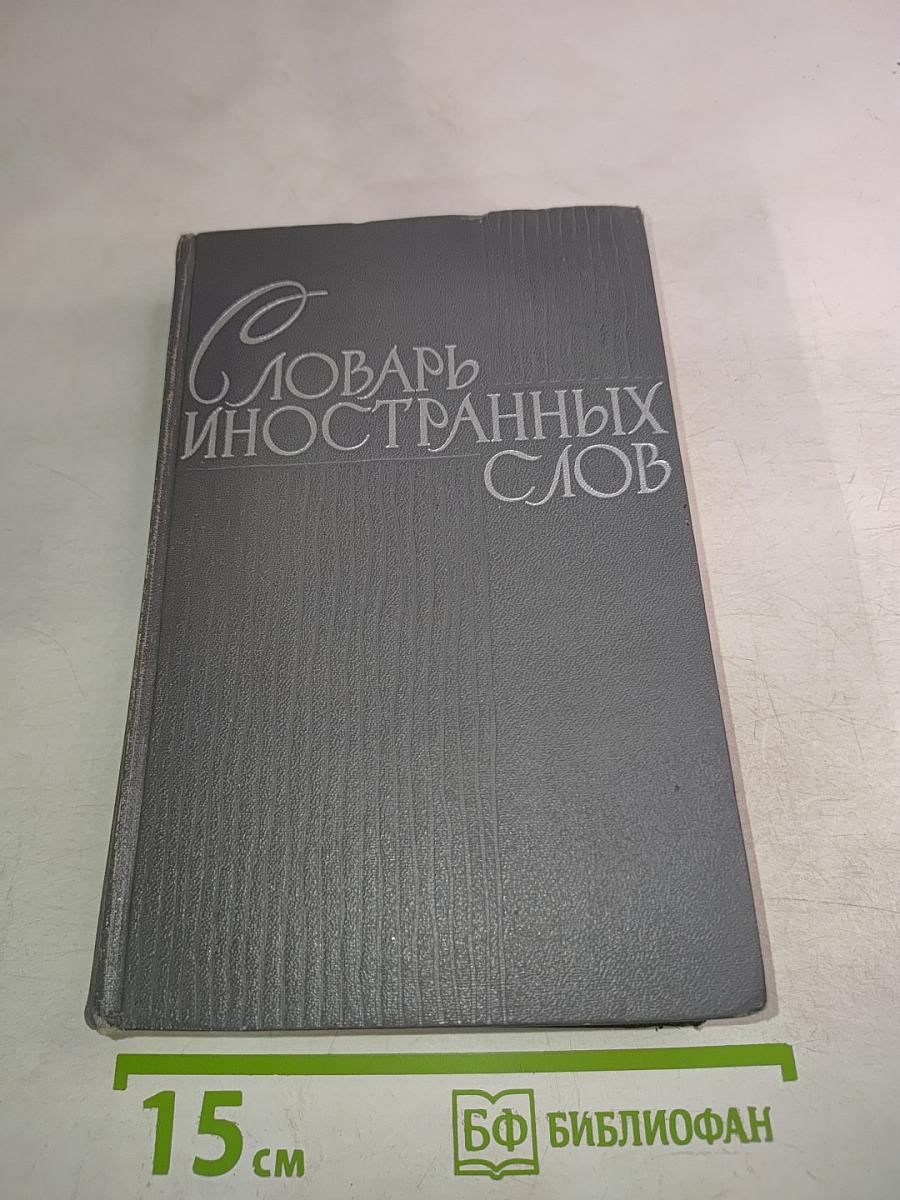 Словарь
иностранных
слов
15 см
БФ БИБЛИОФАН